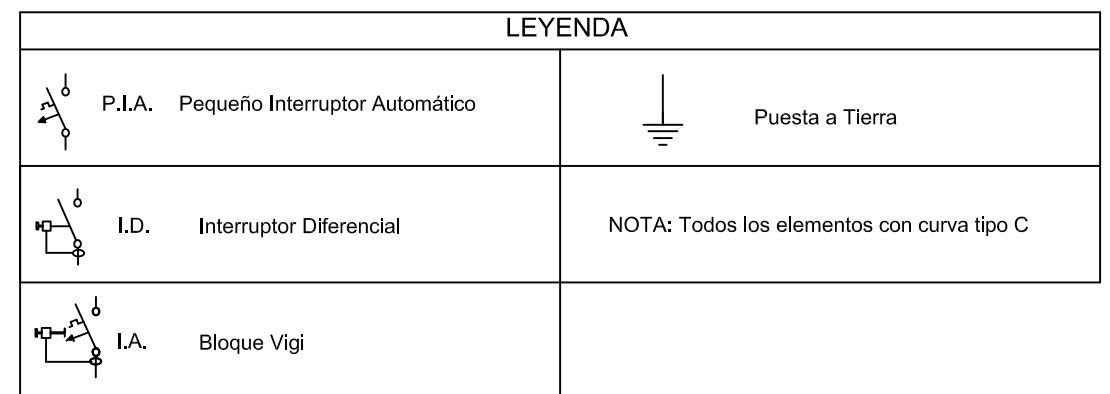 LEYENDA
P.I.A. Pequeño Interruptor Automático
Puesta a Tierra
I.D. Interruptor Diferencial
NOTA: Todos los elementos con curva tipo C
I.A. Bloque Vigi